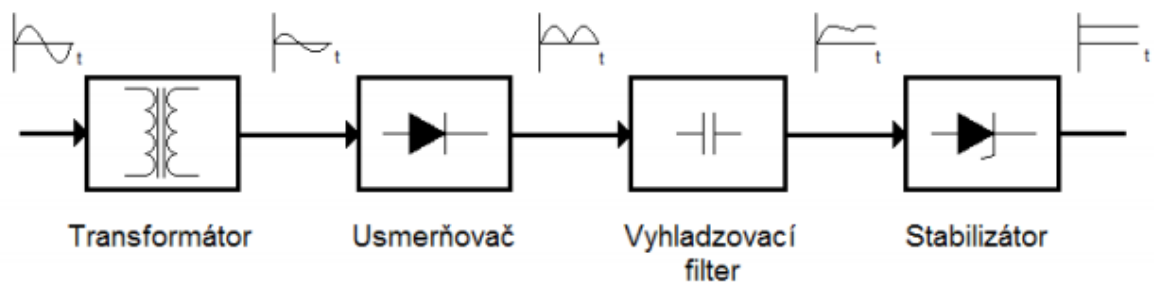 t
t
t
t
t
Transformátor
Usmerňovač
Vyhladzovací
filter
Stabilizátor